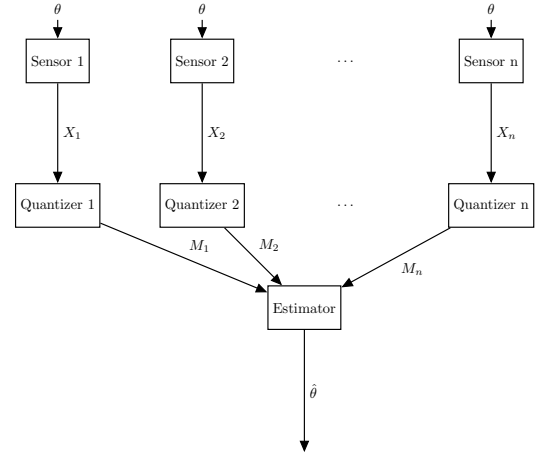 θ θ θ
Sensor 1 Sensor 2 ... Sensor n
X₁ X₂ Xₙ
Quantizer 1 Quantizer 2 ... Quantizer n
M₁ M₂ Mₙ
Estimator
θ̂